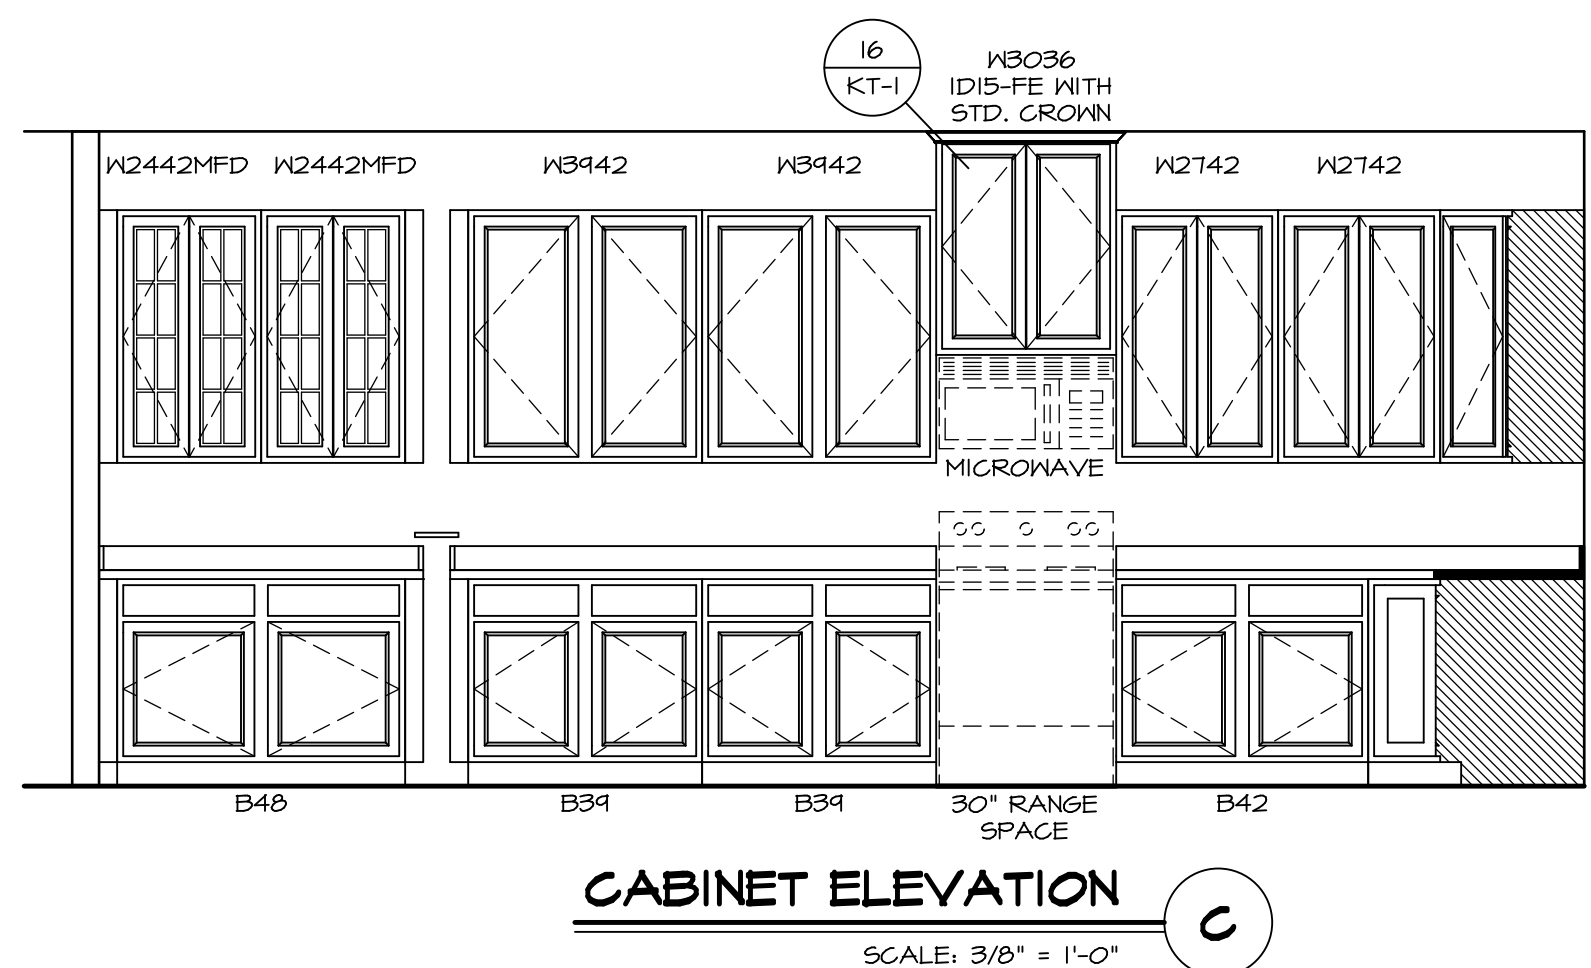 16
KT-1
W3036
1D15-FE WITH
STD. CROWN
W2442MFD W2442MFD W3942 W3942 W2742 W2742
MICROWAVE
B48 B39 B39 30" RANGE B42
SPACE
CABINET ELEVATION
C
SCALE: 3/8" = 1'-0"